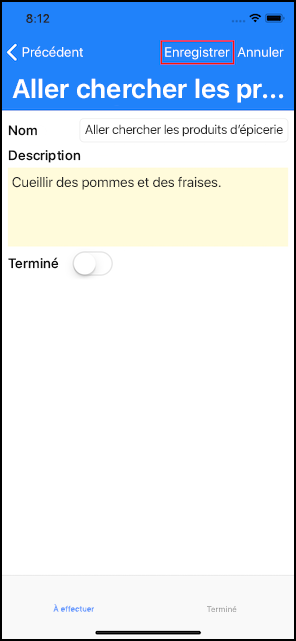 8:12
Précédent Enregistrer Annuler
Aller chercher les pr...
Nom Aller chercher les produits d'épicerie
Description
Cueillir des pommes et des fraises.
Terminé
À effectuer Terminé